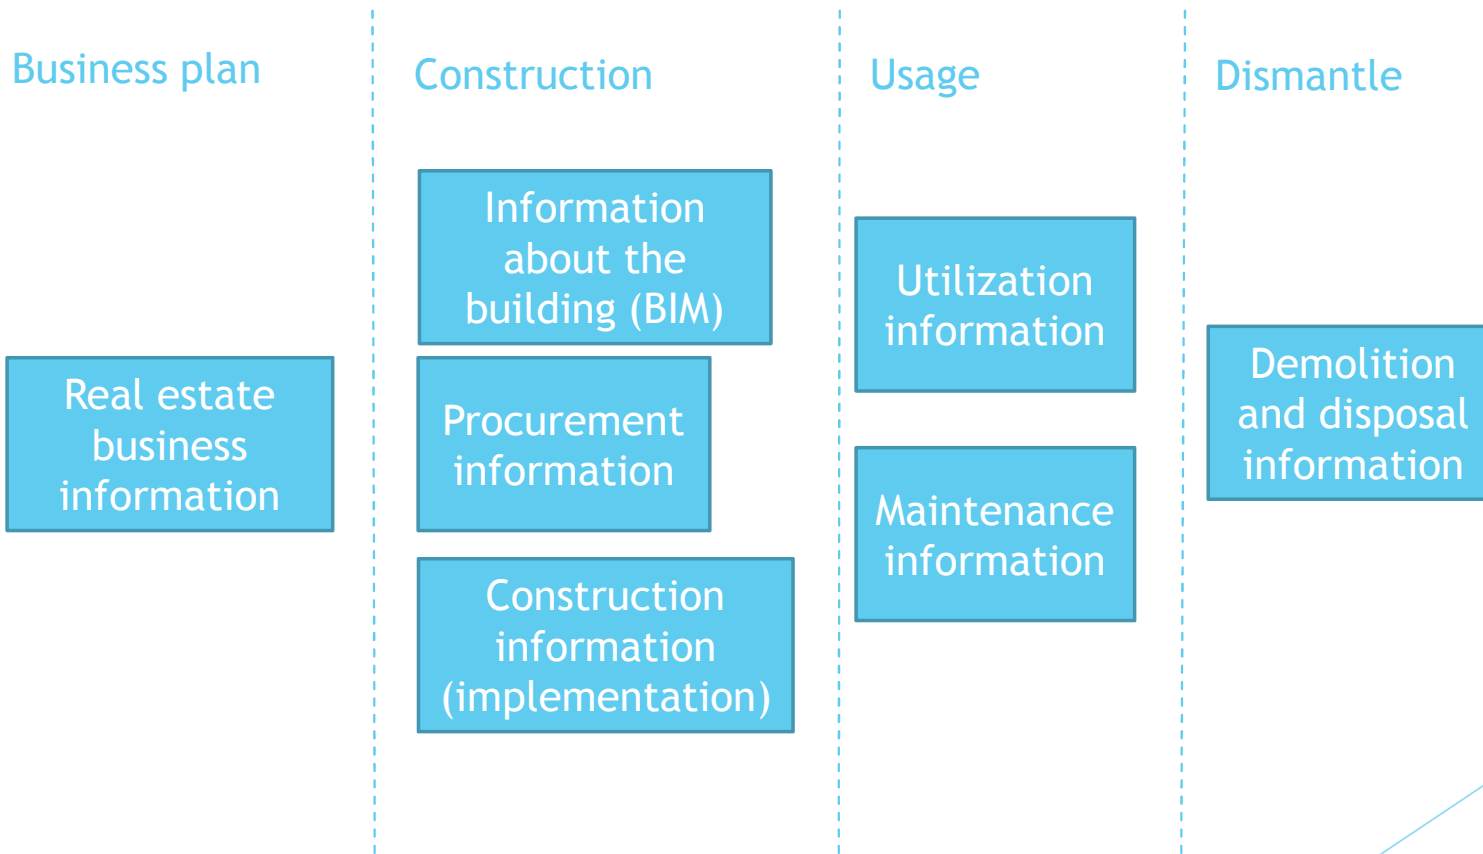 Business plan
Construction
Usage
Dismantle
Information
about the
building (BIM)
Utilization
information
Demolition
and disposal
information
Real estate
business
information
Procurement
information
Maintenance
information
Construction
information
(implementation)